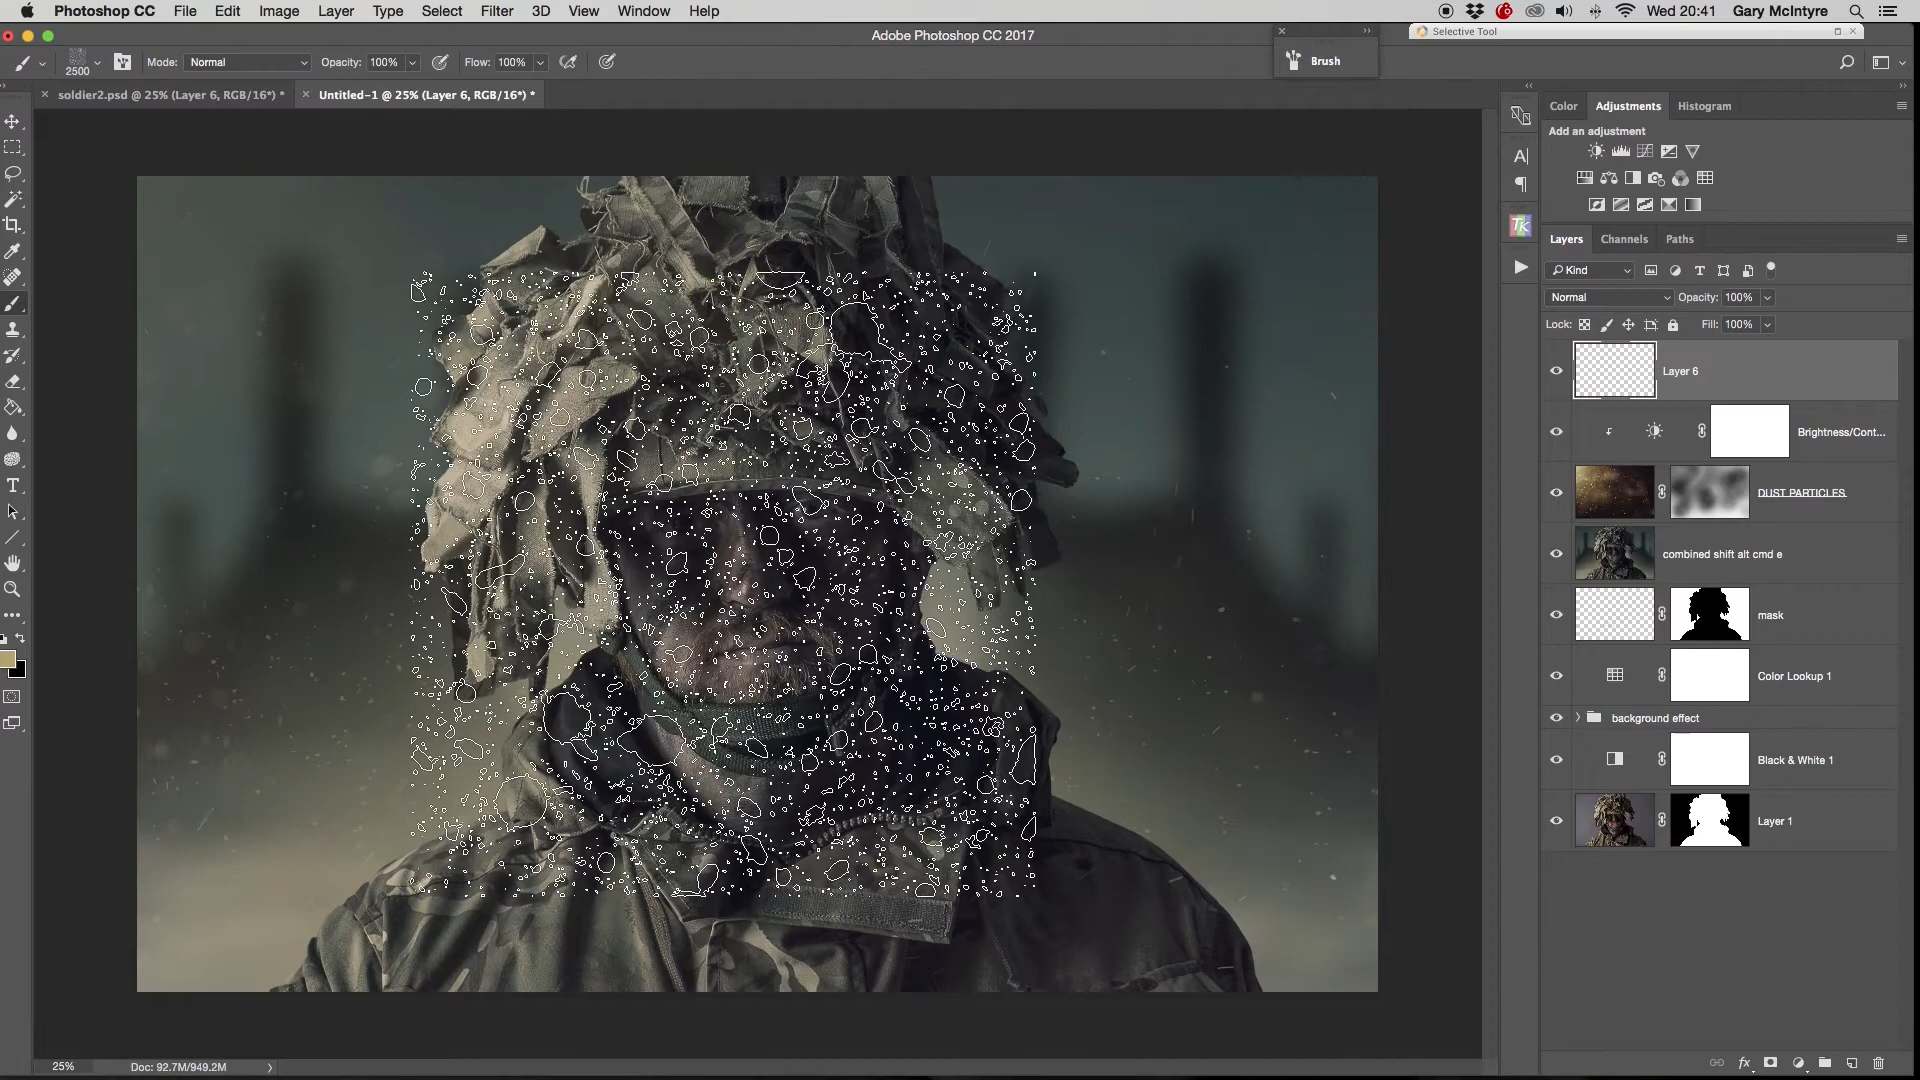 Photoshop CC File Edit Image Layer Type Select Filter 3D View Window Help Wed 20:41 Gary McIntyre
Adobe Photoshop CC 2017
Selective Tool
2500 Mode: Normal Opacity: 100% Flow: 100%
Brush
soldier2.psd @ 25% (Layer 6, RGB/16*) *
Untitled-1 @ 25% (Layer 6, RGB/16*) *
Color Adjustments Histogram
Add an adjustment
Layers Channels Paths
Kind
Normal Opacity: 100%
Lock: Fill: 100%
Layer 6
Brightness/Cont...
DUST PARTICLES
combined shift alt cmd e
mask
Color Lookup 1
background effect
Black & White 1
Layer 1
TK
fx
25% Doc: 92.7M/949.2M